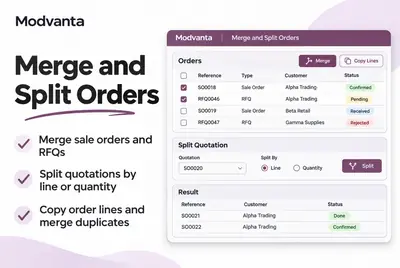 Modvanta
Merge and
Split Orders
Merge sale orders and
RFQs
Split quotations by
line or quantity
Copy order lines and
merge duplicates
Modvanta | Merge and Split Orders
Orders
Merge
Copy Lines
Reference Type Customer Status
SO0018 Sale Order Alpha Trading Confirmed
RFQ0046 RFQ Alpha Trading Pending
SO0019 Sale Order Beta Retail Received
RFQ0047 RFQ Gamma Supplies Rejected
Split Quotation
Quotation Split By
SO0020 Line Quantity Split
Result
Reference Customer Status
SO0021 Alpha Trading Done
SO0022 Alpha Trading Confirmed